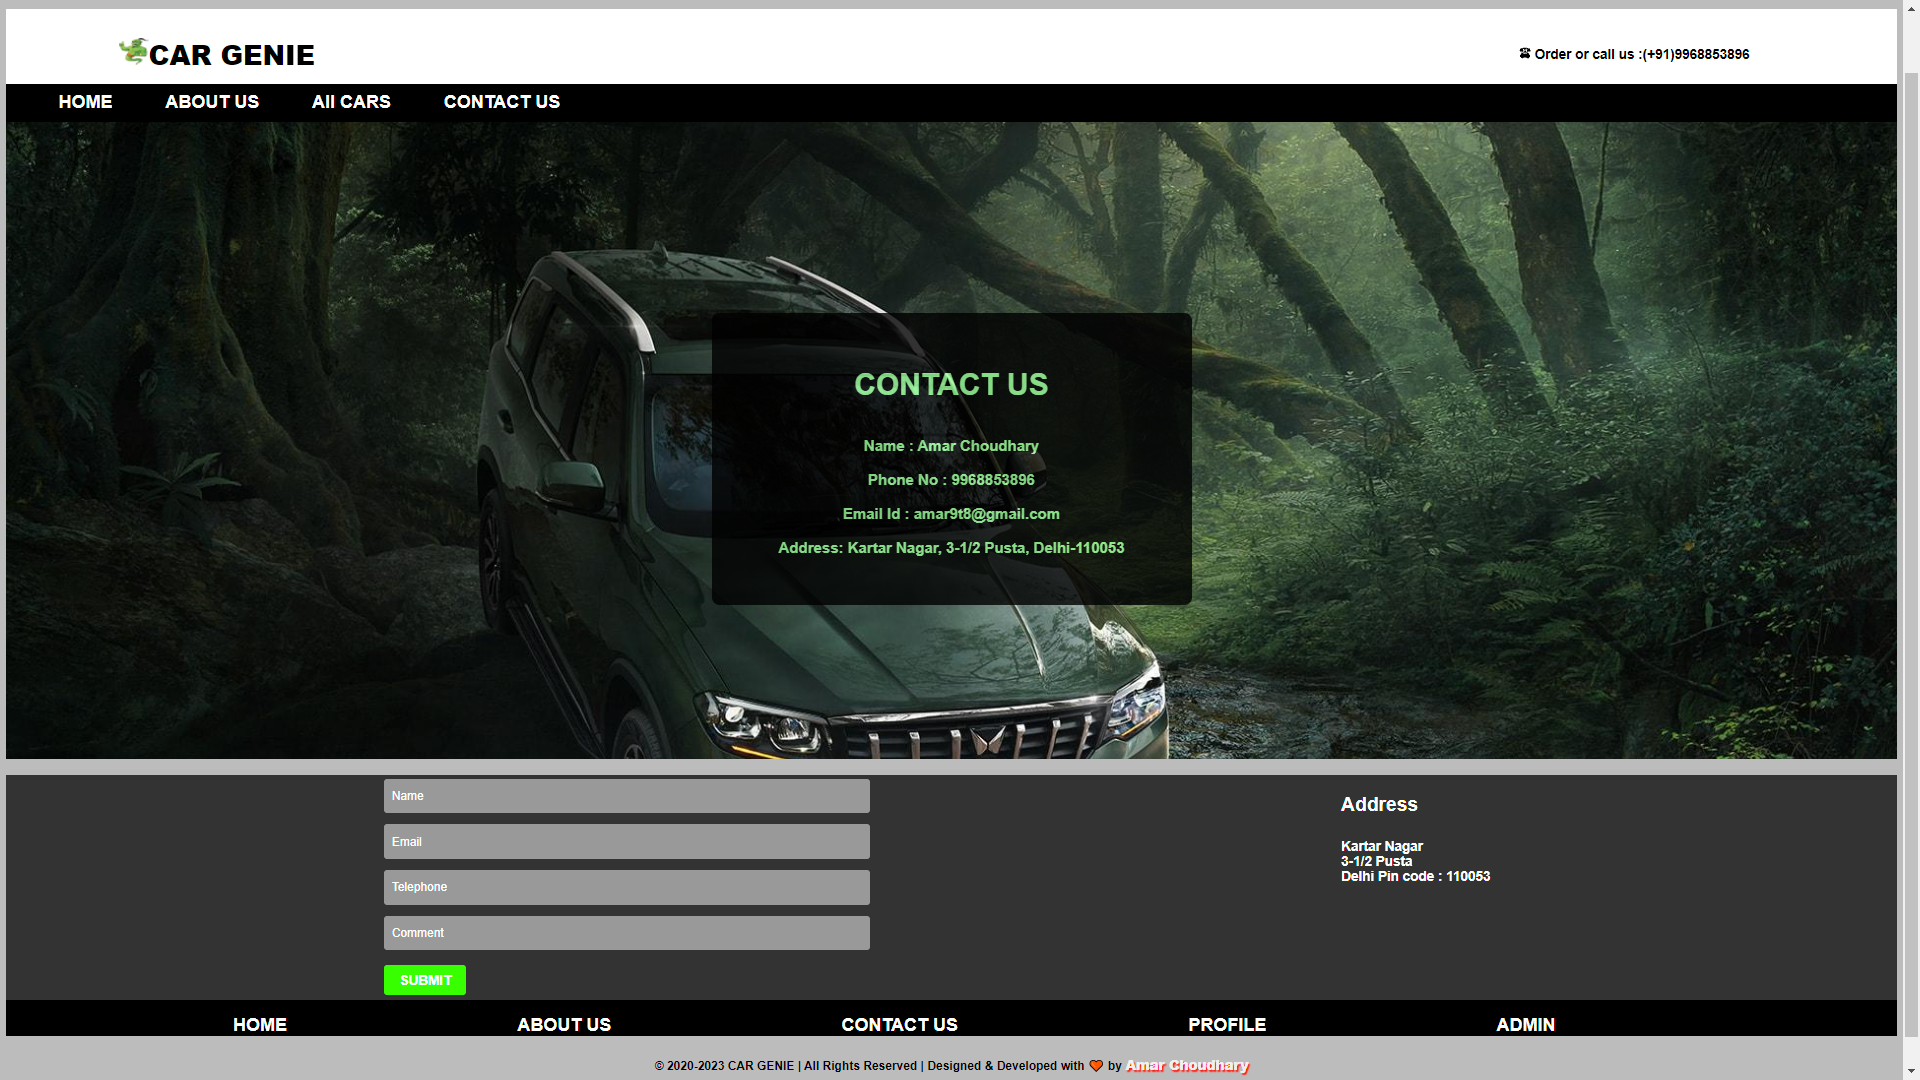 CAR GENIE
Order or call us :(+91)9968853896
HOME ABOUT US All CARS CONTACT US
CONTACT US
Name : Amar Choudhary
Phone No : 9968853896
Email Id : amar9t8@gmail.com
Address: Kartar Nagar, 3-1/2 Pusta, Delhi-110053
Name
Email
Telephone
Comment
SUBMIT
Address
Kartar Nagar
3-1/2 Pusta
Delhi Pin code : 110053
HOME ABOUT US CONTACT US PROFILE ADMIN
© 2020-2023 CAR GENIE | All Rights Reserved | Designed & Developed with 🧡 by Amar Choudhary